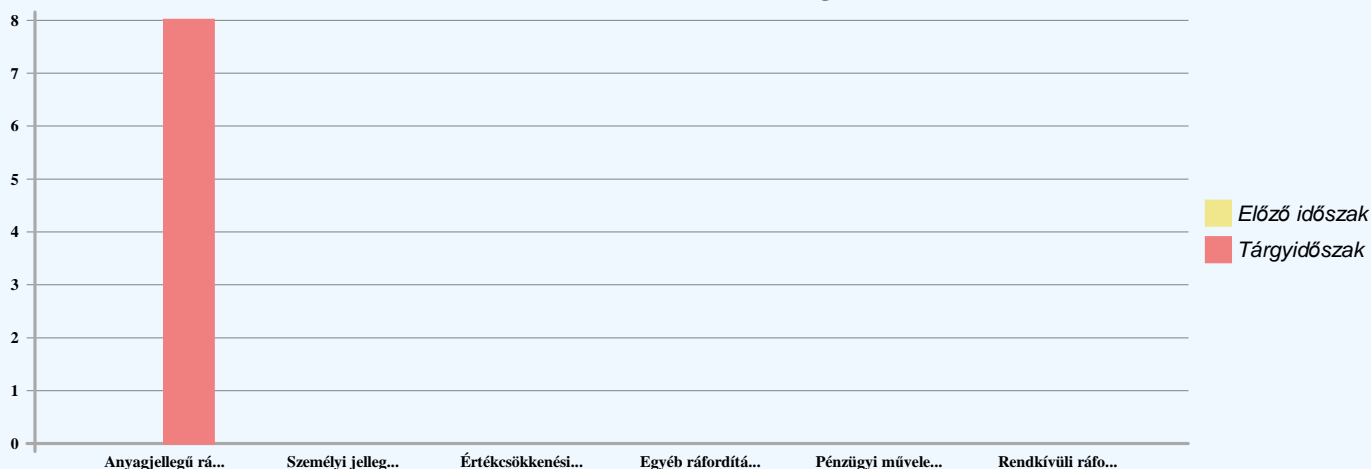 8
7
6
5
4
3
2
1
0
Anyagjellegű rá...
Személyi jelleg...
Értékcsökkenési...
Egyéb ráfordítá...
Pénzügyi művele...
Rendkívüli ráfo...
Előző időszak
Tárgyidőszak